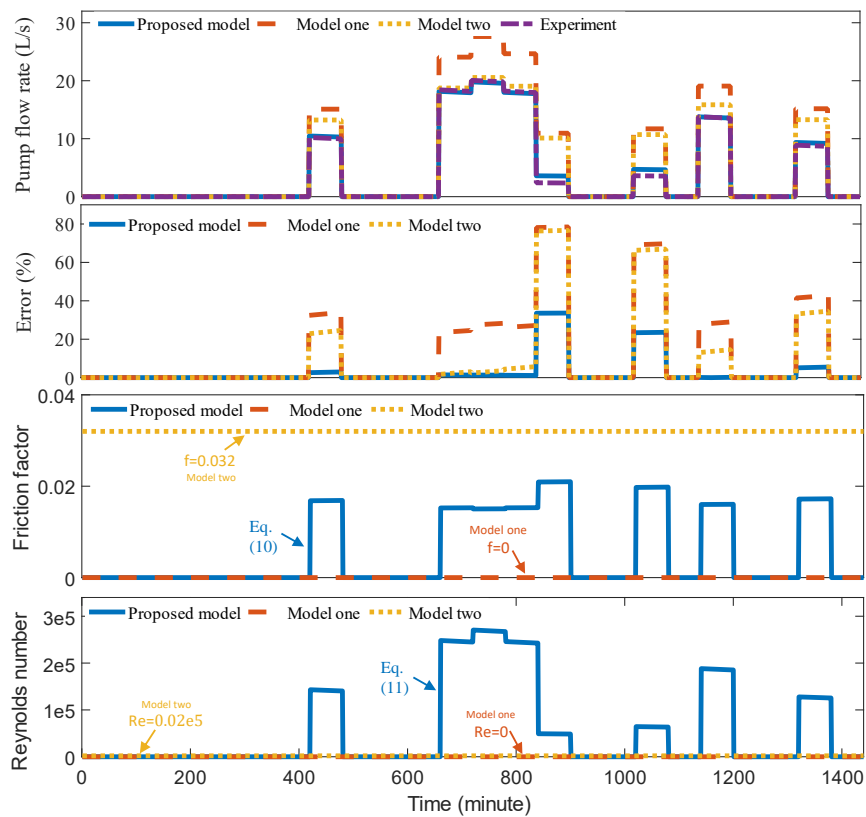 Pump flow rate (L/s)
30
20
10
0
Proposed model Model one Model two Experiment
Error (%)
80
60
40
20
0
Proposed model Model one Model two
Friction factor
0.04
0.02
0
Proposed model Model one Model two
f=0.032
Model two
Eq.
(10)
Model one
f=0
Reynolds number
3e5
2e5
1e5
0
Proposed model Model one Model two
Model two
Re=0.02e5
Eq.
(11)
Model one
Re=0
0 200 400 600 800 1000 1200 1400
Time (minute)